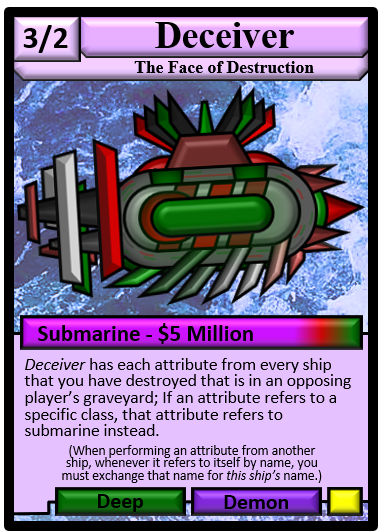 3/2
Deceiver
The Face of Destruction
Submarine - $5 Million
Deceiver has each attribute from every ship
that you have destroyed that is in an opposing
player's graveyard; If an attribute refers to a
specific class, that attribute refers to
submarine instead.
(When performing an attribute from another
ship, whenever it refers to itself by name, you
must exchange that name for this ship's name.)
Deep
Demon